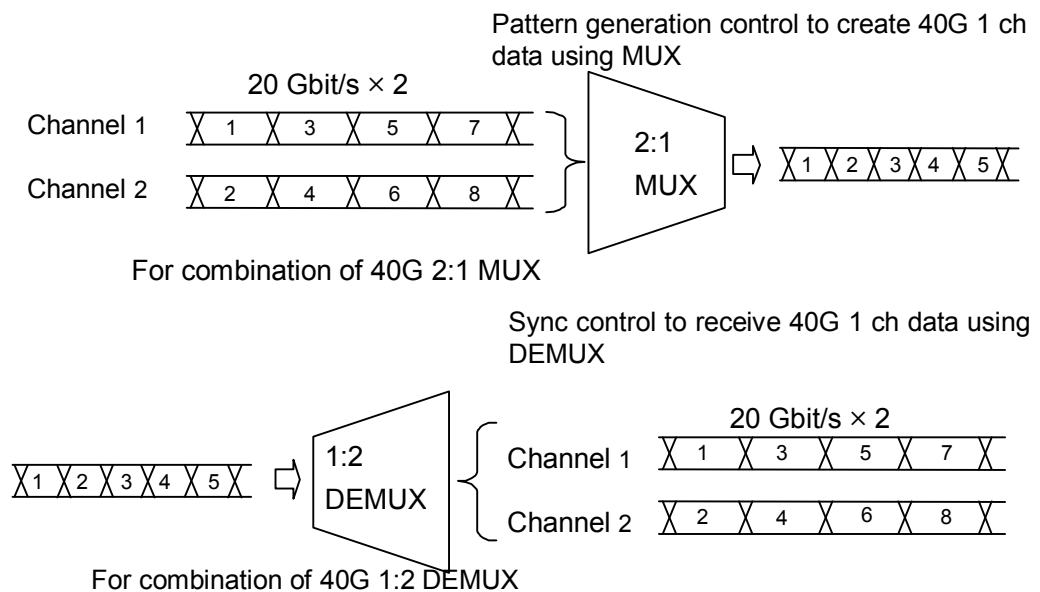 Pattern generation control to create 40G 1 ch
data using MUX
20 Gbit/s × 2
Channel 1
1 3 5 7
Channel 2
2 4 6 8
2:1
MUX
1 2 3 4 5
For combination of 40G 2:1 MUX
Sync control to receive 40G 1 ch data using
DEMUX
1 2 3 4 5
1:2
DEMUX
20 Gbit/s × 2
Channel 1
1 3 5 7
Channel 2
2 4 6 8
For combination of 40G 1:2 DEMUX